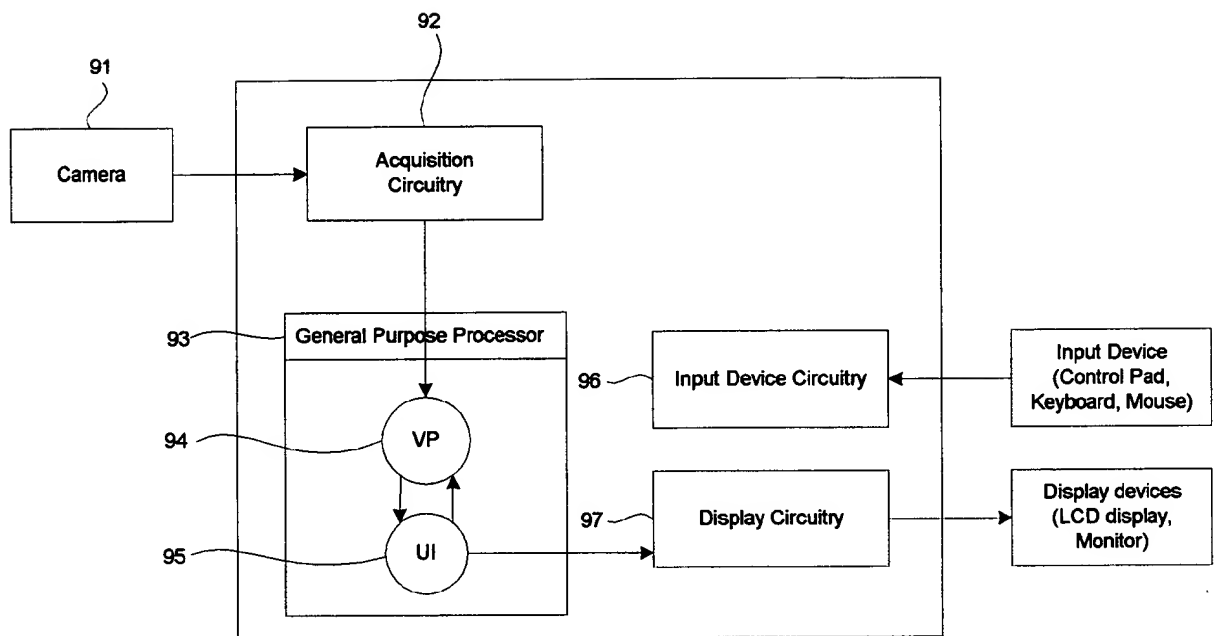 92
91
Camera
Acquisition
Circuitry
93
General Purpose Processor
94
VP
95
UI
96
Input Device Circuitry
Input Device
(Control Pad,
Keyboard, Mouse)
97
Display Circuitry
Display devices
(LCD display,
Monitor)